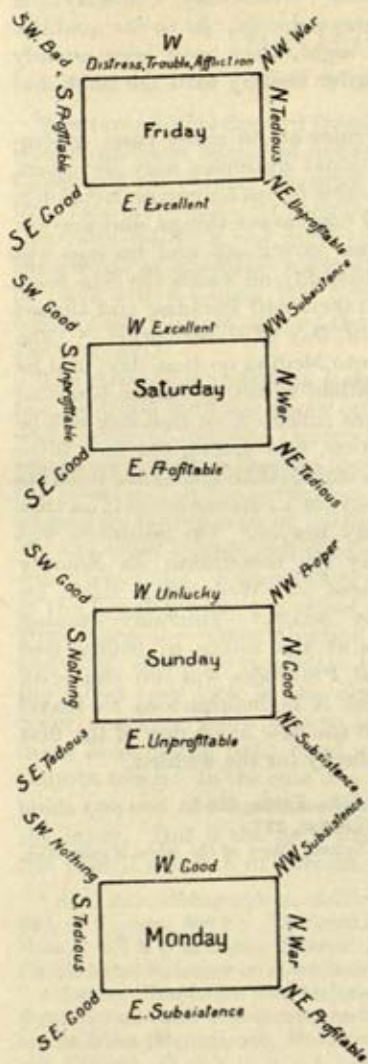 SW Bad
W
NW War
Distress, Trouble, Affliction
S. Profitable
Friday
N Tedious
SE Good
E. Excellent
NE Unprofitable
SW Good
W Excellent
NW Subsistence
S Unprofitable
Saturday
N War
SE Good
E. Profitable
NE Tedious
SW Good
W. Unlucky
NW Proper
S. Nothing
Sunday
N. Good
SE Tedious
E. Unprofitable
NE Subsistence
SW Nothing
W. Good
NW Subsistence
S Tedious
Monday
N War
SE Good
E. Subsistence
NE Profitable